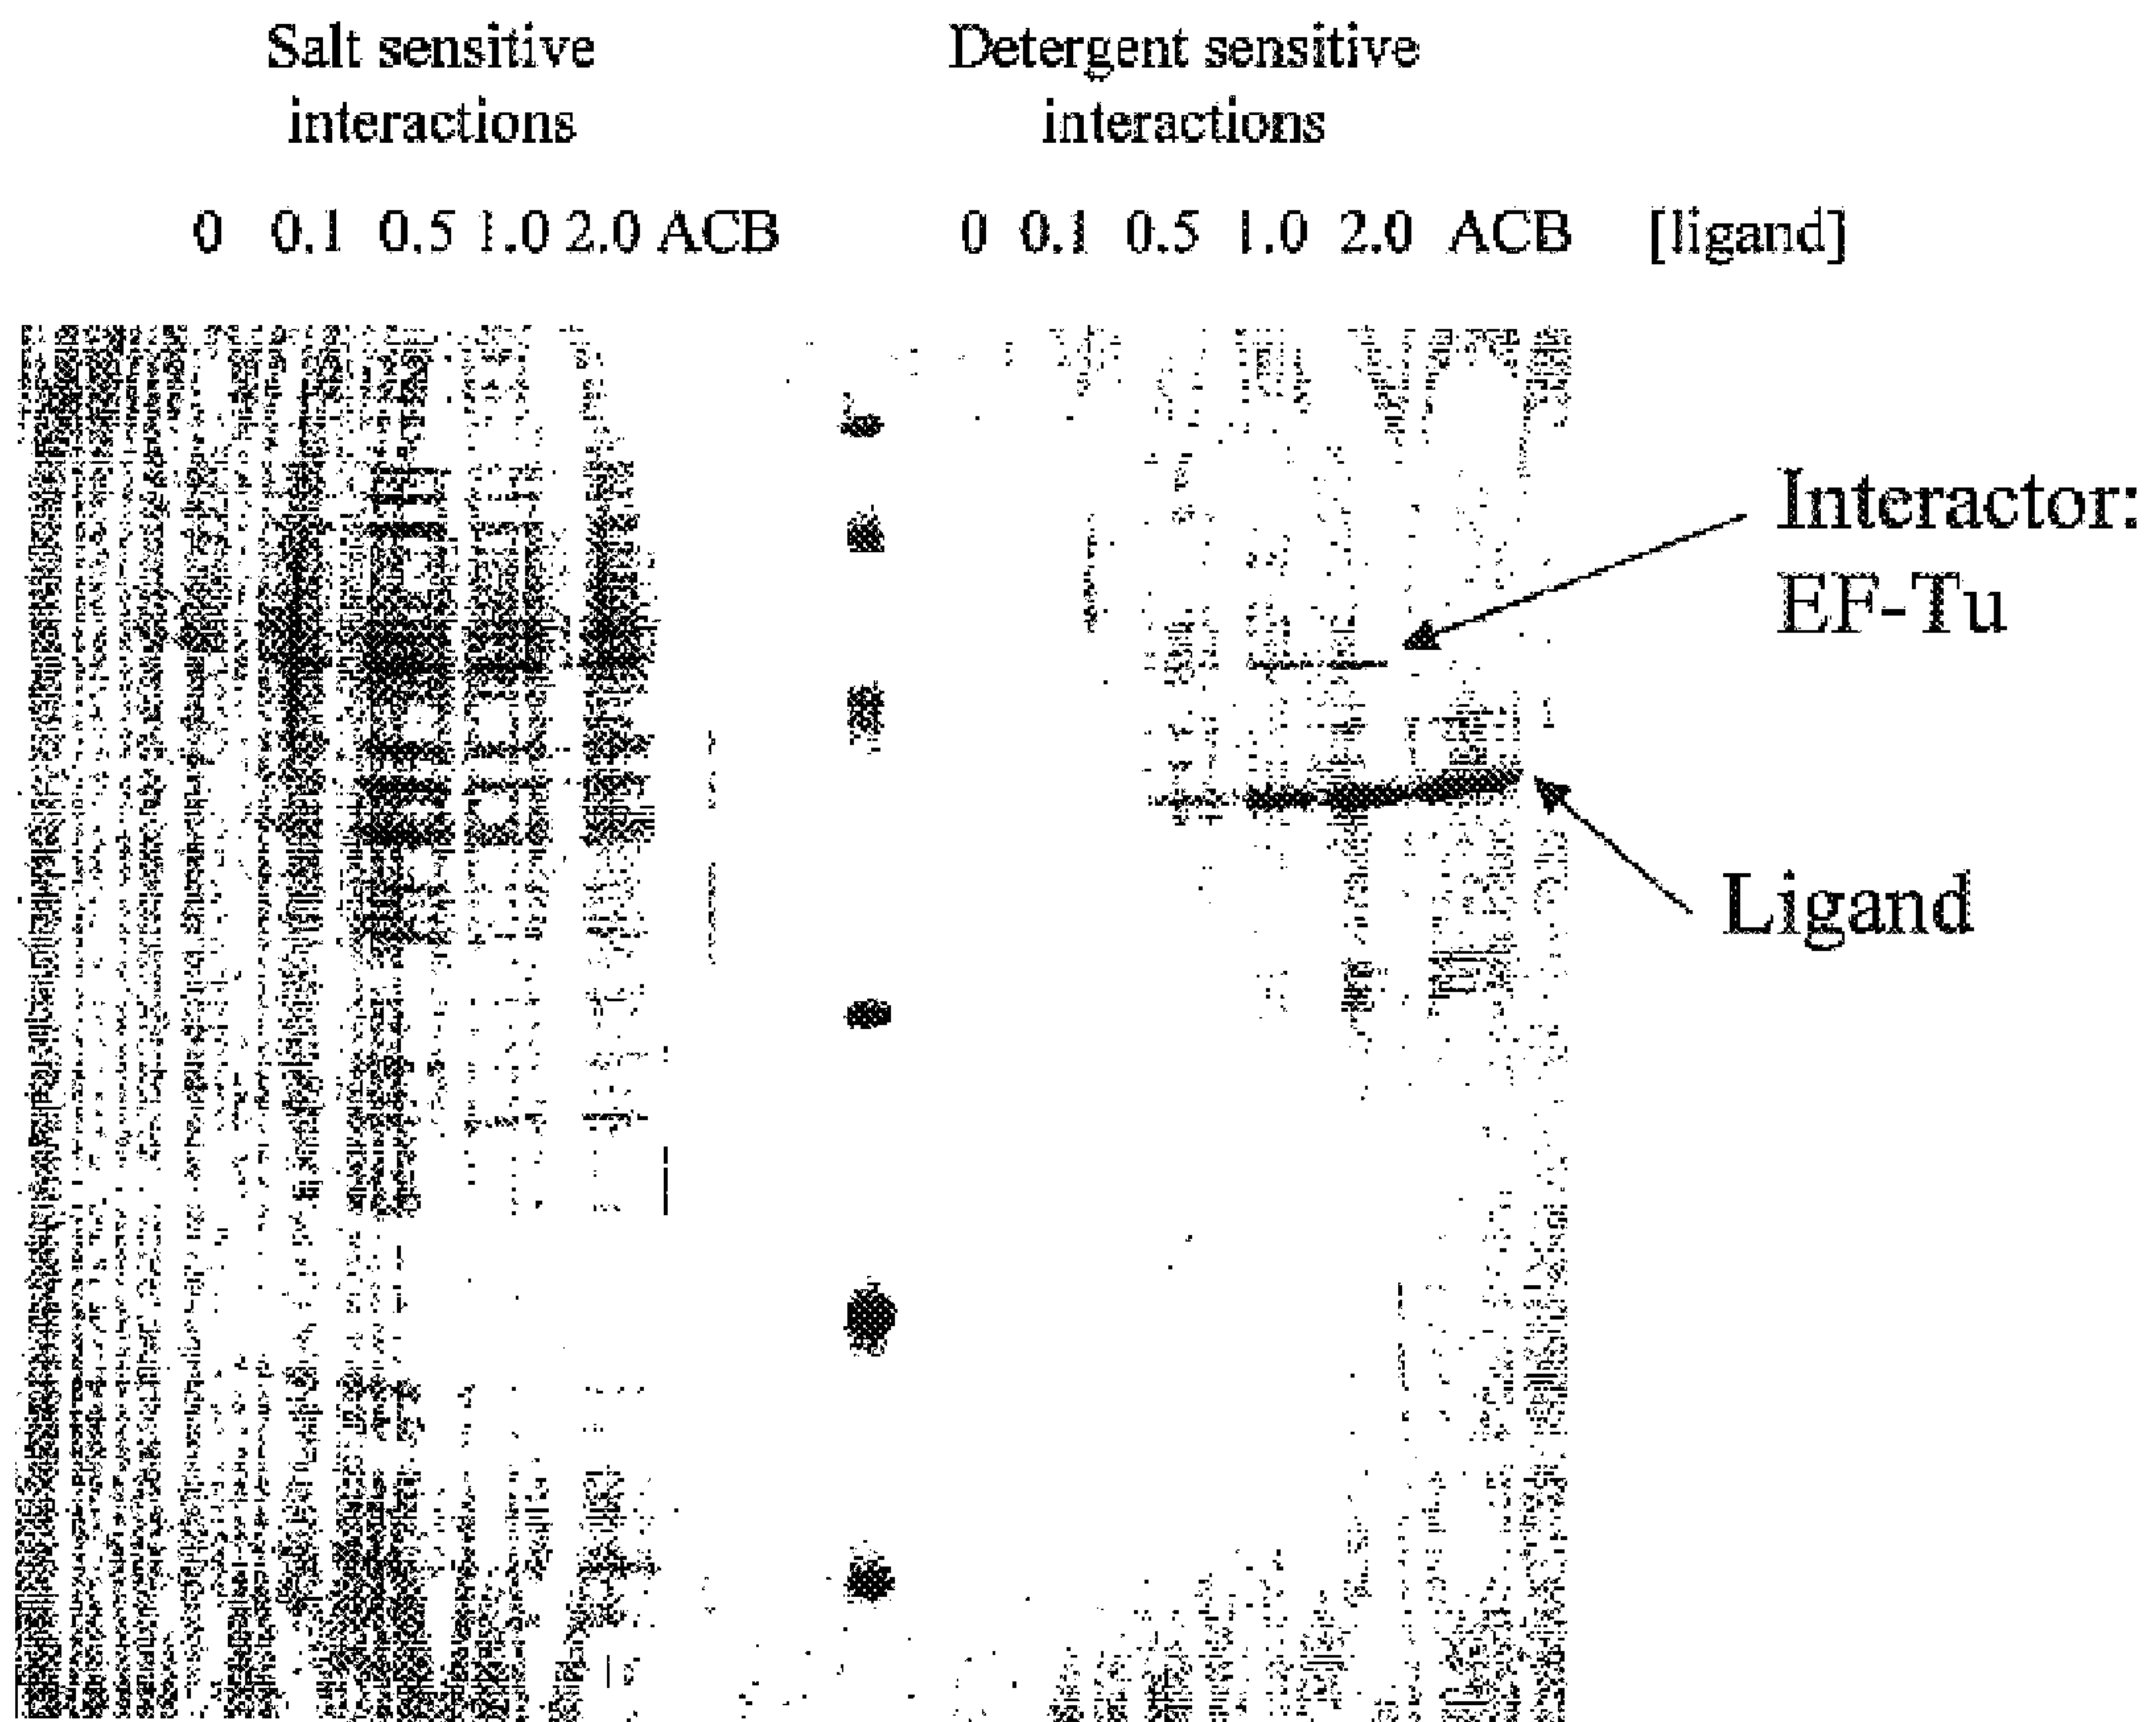 Salt sensitive
interactions
Detergent sensitive
interactions
0 0.1 0.5 1.0 2.0 ACB
0 0.1 0.5 1.0 2.0 ACB [ligand]
Interactor:
EF-Tu
Ligand